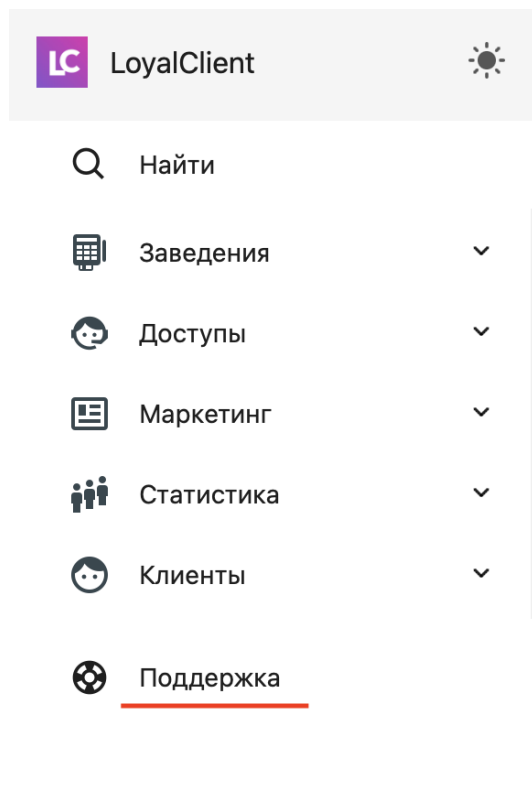 LC LoyalClient
Найти
Заведения
Доступы
Маркетинг
Статистика
Клиенты
Поддержка